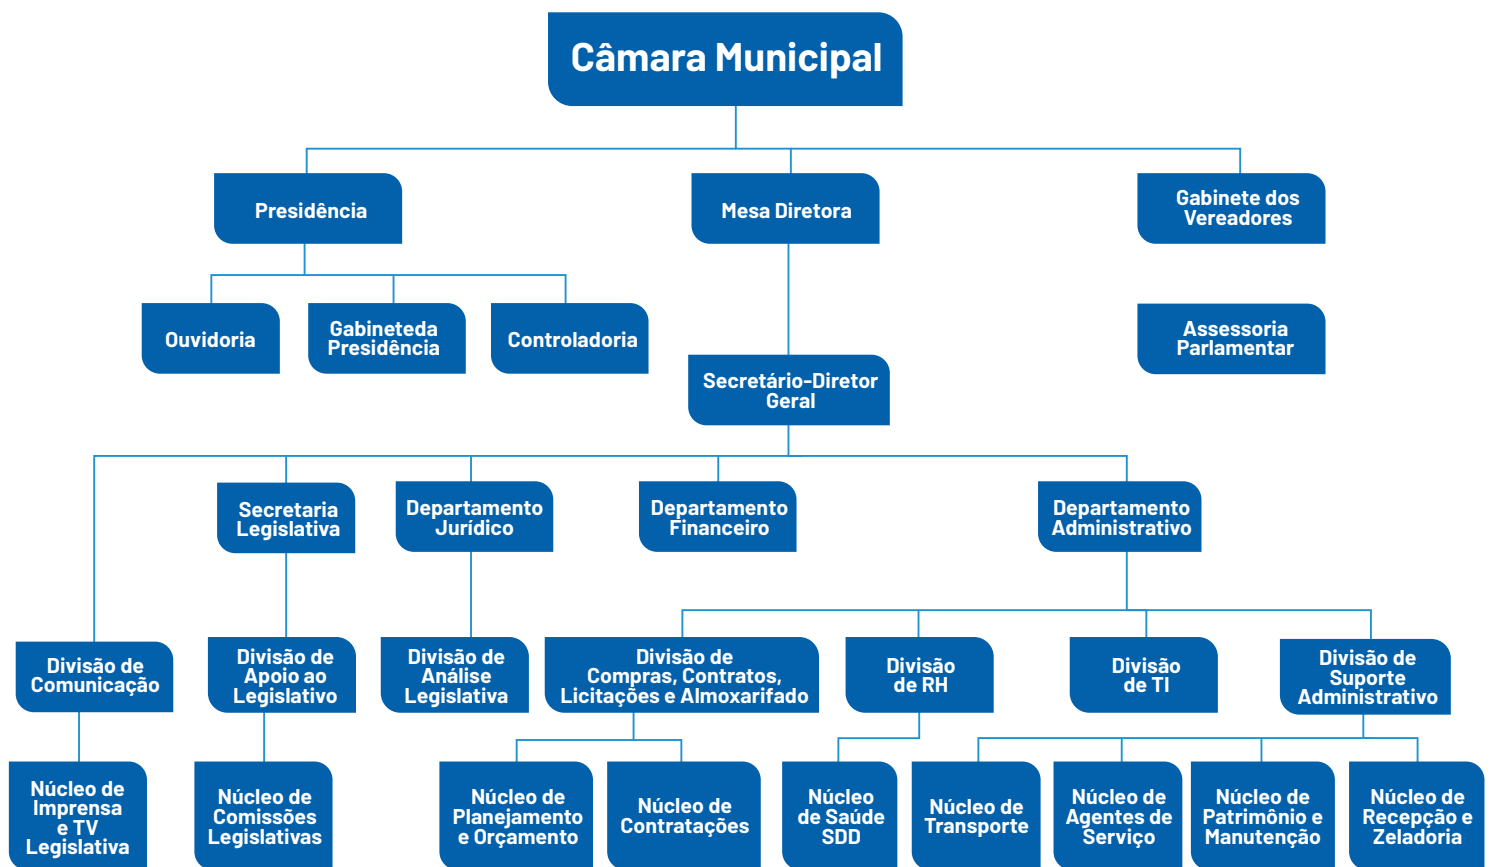 Câmara Municipal
Presidência
Mesa Diretora
Gabinete dos
Vereadores
Ouvidoria
Gabineteda
Presidência
Controladoria
Assessoria
Parlamentar
Secretário-Diretor
Geral
Secretaria
Legislativa
Departamento
Jurídico
Departamento
Financeiro
Departamento
Administrativo
Divisão de
Comunicação
Divisão de
Apoio ao
Legislativo
Divisão de
Análise
Legislativa
Divisão de
Compras, Contratos,
Licitações e Almoxarifado
Divisão
de RH
Divisão
de TI
Divisão de
Suporte
Administrativo
Núcleo de
Imprensa
e TV
Legislativa
Núcleo de
Comissões
Legislativas
Núcleo de
Planejamento
e Orçamento
Núcleo de
Contratações
Núcleo
de Saúde
SDD
Núcleo de
Transporte
Núcleo de
Agentes de
Serviço
Núcleo de
Patrimônio e
Manutenção
Núcleo de
Recepção e
Zeladoria